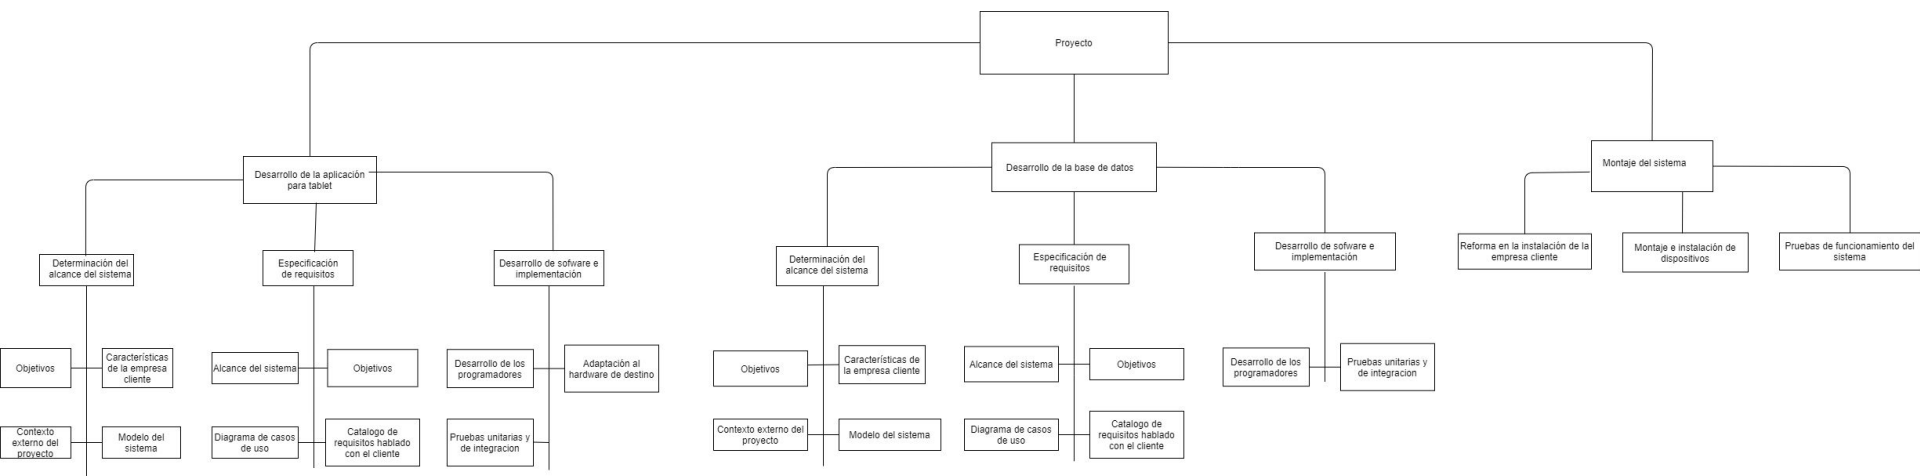 Proyecto
Desarrollo de la aplicación
para tablet
Desarrollo de la base de datos
Montaje del sistema
Determinación del
alcance del sistema
Especificación
de requisitos
Desarrollo de sofware e
implementación
Determinación del
alcance del sistema
Especificación de
requisitos
Desarrollo de sofware e
implementación
Reforma en la instalación de la
empresa cliente
Montaje e instalación de
dispositivos
Pruebas de funcionamiento del
sistema
Objetivos
Características
de la empresa
cliente
Alcance del sistema
Objetivos
Desarrollo de los
programadores
Adaptación al
hardware de destino
Objetivos
Características de
la empresa cliente
Alcance del sistema
Objetivos
Desarrollo de los
programadores
Pruebas unitarias y
de integracion
Contexto
externo del
proyecto
Modelo del
sistema
Diagrama de casos
de uso
Catalogo de
requisitos hablado
con el cliente
Pruebas unitarias y
de integracion
Contexto externo del
proyecto
Modelo del sistema
Diagrama de casos
de uso
Catalogo de
requisitos hablado
con el cliente